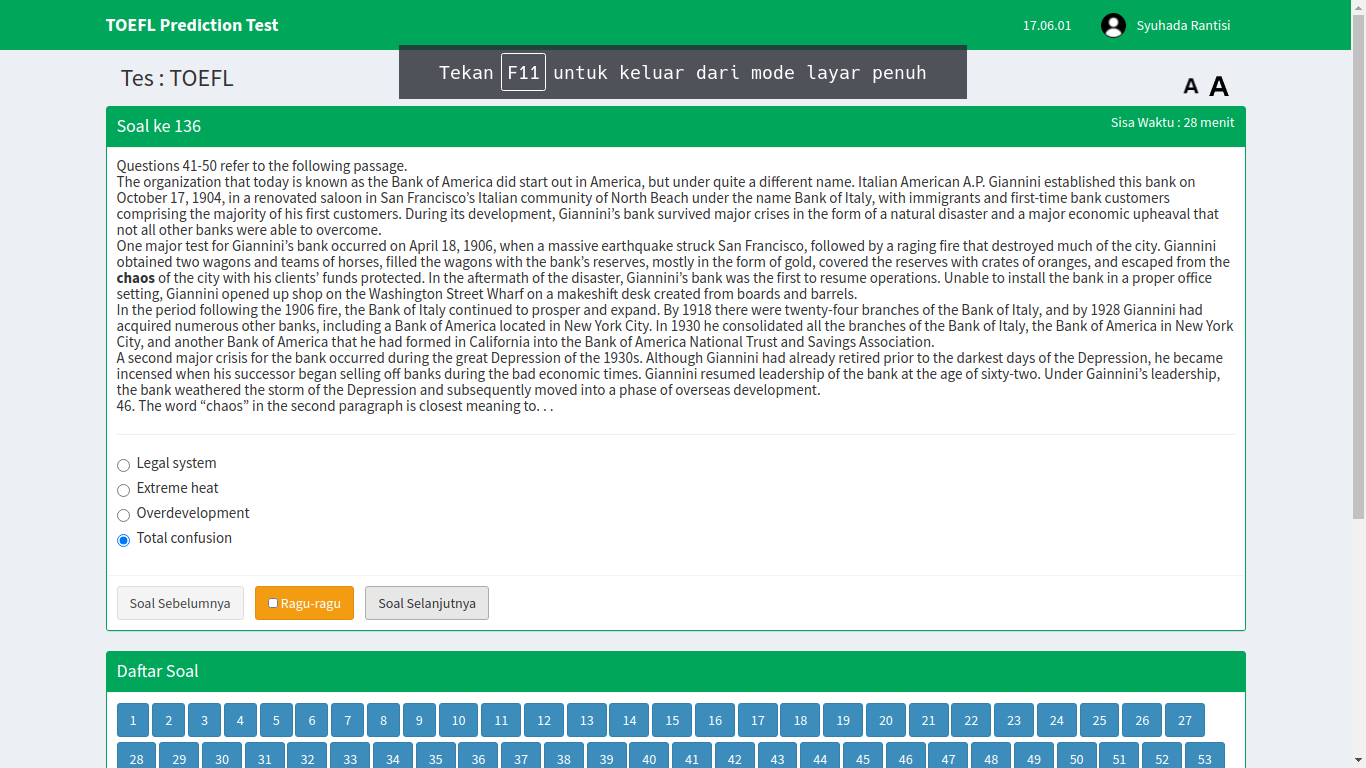 TOEFL Prediction Test
17.06.01
Syuhada Rantisi
Tekan F11 untuk keluar dari mode layar penuh
Tes : TOEFL
A A
Soal ke 136
Sisa Waktu : 28 menit
Questions 41-50 refer to the following passage.
The organization that today is known as the Bank of America did start out in America, but under quite a different name. Italian American A.P. Giannini established this bank on
October 17, 1904, in a renovated saloon in San Francisco’s Italian community of North Beach under the name Bank of Italy, with immigrants and first-time bank customers
comprising the majority of his first customers. During its development, Giannini’s bank survived major crises in the form of a natural disaster and a major economic upheaval that
not all other banks were able to overcome.
One major test for Giannini’s bank occurred on April 18, 1906, when a massive earthquake struck San Francisco, followed by a raging fire that destroyed much of the city. Giannini
obtained two wagons and teams of horses, filled the wagons with the bank’s reserves, mostly in the form of gold, covered the reserves with crates of oranges, and escaped from the
chaos of the city with his clients’ funds protected. In the aftermath of the disaster, Giannini’s bank was the first to resume operations. Unable to install the bank in a proper office
setting, Giannini opened up shop on the Washington Street Wharf on a makeshift desk created from boards and barrels.
In the period following the 1906 fire, the Bank of Italy continued to prosper and expand. By 1918 there were twenty-four branches of the Bank of Italy, and by 1928 Giannini had
acquired numerous other banks, including a Bank of America located in New York City. In 1930 he consolidated all the branches of the Bank of Italy, the Bank of America in New York
City, and another Bank of America that he had formed in California into the Bank of America National Trust and Savings Association.
A second major crisis for the bank occurred during the great Depression of the 1930s. Although Giannini had already retired prior to the darkest days of the Depression, he became
incensed when his successor began selling off banks during the bad economic times. Giannini resumed leadership of the bank at the age of sixty-two. Under Gainnini’s leadership,
the bank weathered the storm of the Depression and subsequently moved into a phase of overseas development.
46. The word “chaos” in the second paragraph is closest meaning to. . .
Legal system
Extreme heat
Overdevelopment
Total confusion
Soal Sebelumnya
Ragu-ragu
Soal Selanjutnya
Daftar Soal
1 2 3 4 5 6 7 8 9 10 11 12 13 14 15 16 17 18 19 20 21 22 23 24 25 26 27
28 29 30 31 32 33 34 35 36 37 38 39 40 41 42 43 44 45 46 47 48 49 50 51 52 53